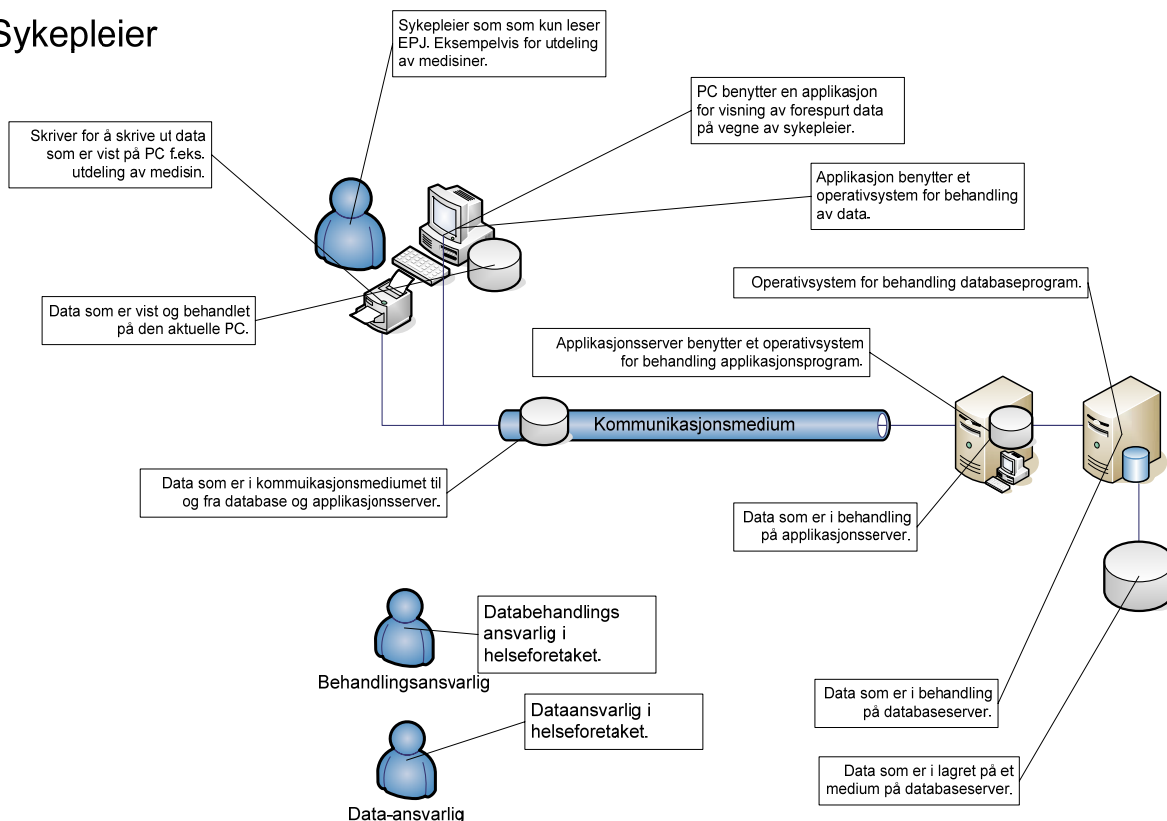 Sykepleier
Sykepleier som som kun leser
EPJ. Eksempelvis for utdeling
av medisiner.
PC benytter en applikasjon
for visning av forespurt data
på vegne av sykepleier.
Skriver for å skrive ut data
som er vist på PC f.eks.
utdeling av medisin.
Applikasjon benytter et
operativsystem for behandling
av data.
Operativsystem for behandling databaseprogram.
Data som er vist og behandlet
på den aktuelle PC.
Applikasjonsserver benytter et operativsystem
for behandling applikasjonsprogram.
Kommunikasjonsmedium
Data som er i kommuikasjonsmediumet til
og fra database og applikasjonsserver.
Data som er i behandling
på applikasjonsserver.
Databehandlings
ansvarlig i
helseforetaket.
Behandlingsansvarlig
Data som er i behandling
på databaseserver.
Dataansvarlig i
helseforetaket.
Data som er i lagret på et
medium på databaseserver.
Data-ansvarlig